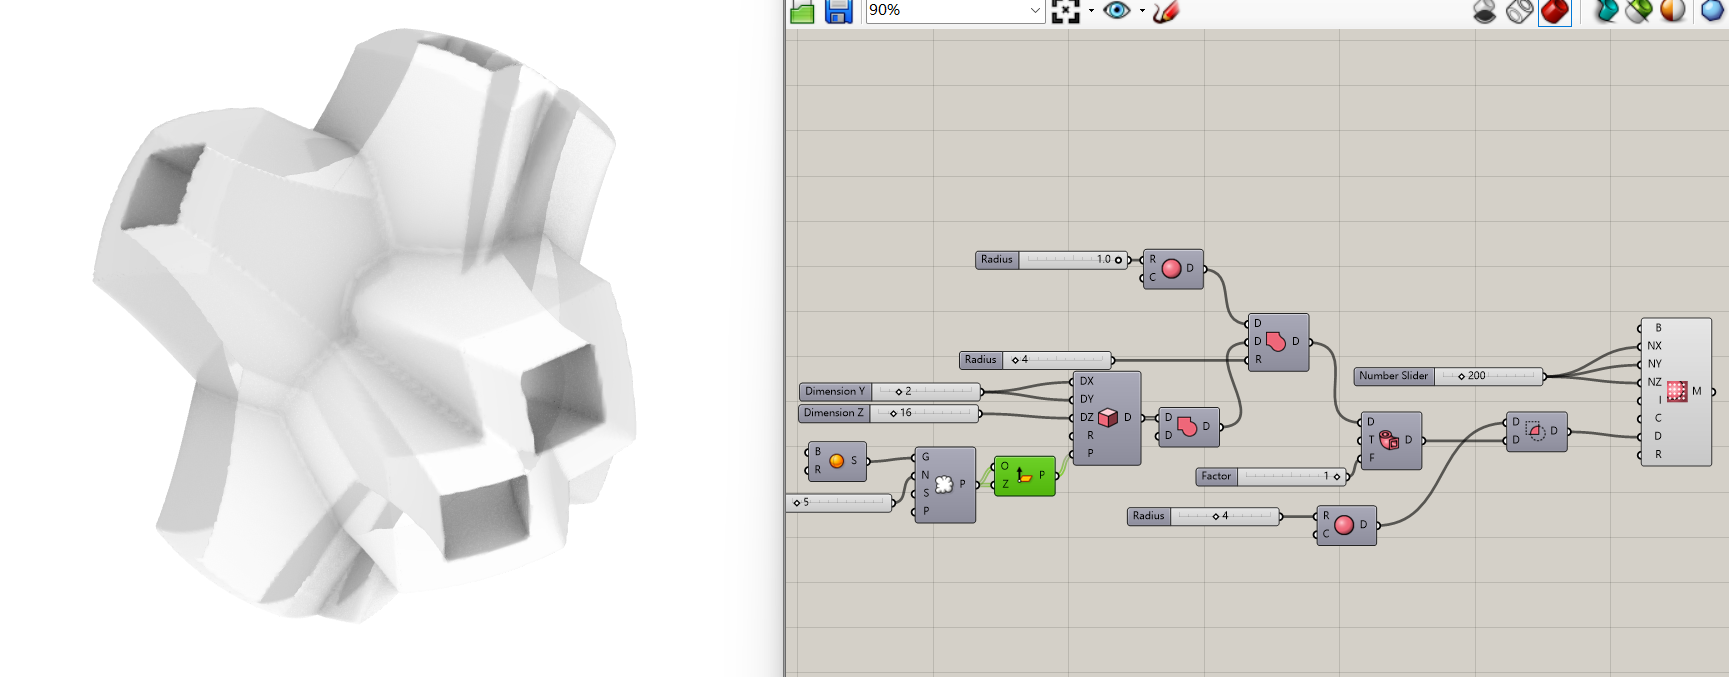 90%
Radius 1.0
R
C
D
D
D
R
D
Radius 4
Dimension Y 2
Dimension Z 16
DX
DY
DZ
R
P
D
D
D
D
B
R
S
5
G
N
S
P
P
O
Z
P
Number Slider 200
D
T
F
D
Factor 1
Radius 4
R
C
D
D
D
D
B
NX
NY
NZ
I
C
D
R
M